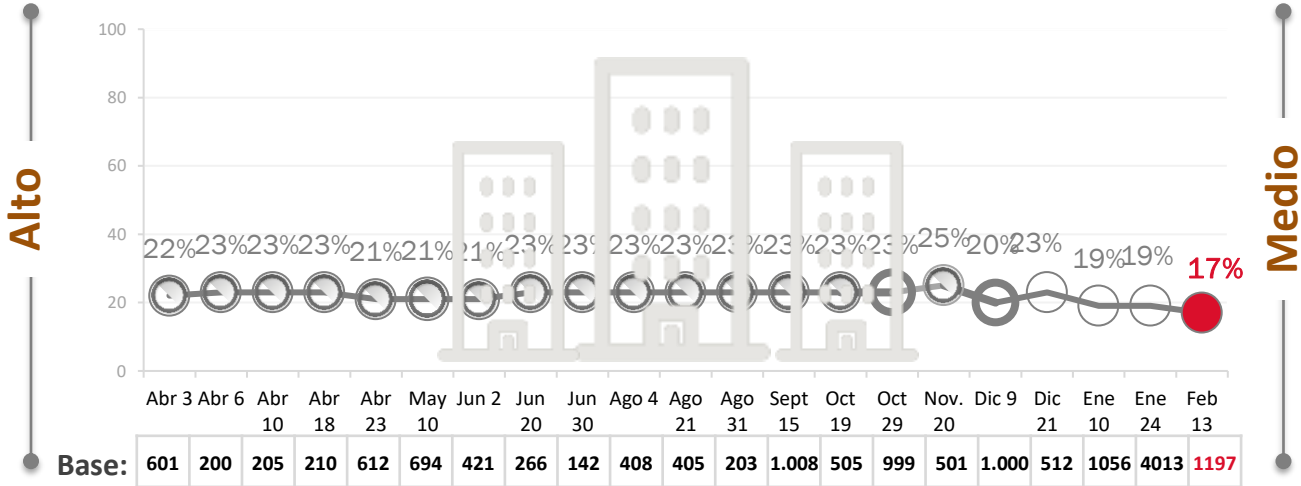 Alto
Medio
100
80
60
40
20
0
22% 23% 23% 23% 21% 21% 21% 23% 23% 23% 23% 23% 23% 23% 23% 25% 20% 23% 19% 19% 17%
Abr 3 Abr 6 Abr 10 Abr 18 Abr 23 May 10 Jun 2 Jun 20 Jun 30 Ago 4 Ago 21 Ago 31 Sept 15 Oct 19 Oct 29 Nov. 20 Dic 9 Dic 21 Ene 10 Ene 24 Feb 13
Base: 601 200 205 210 612 694 421 266 142 408 405 203 1.008 505 999 501 1.000 512 1056 4013 1197